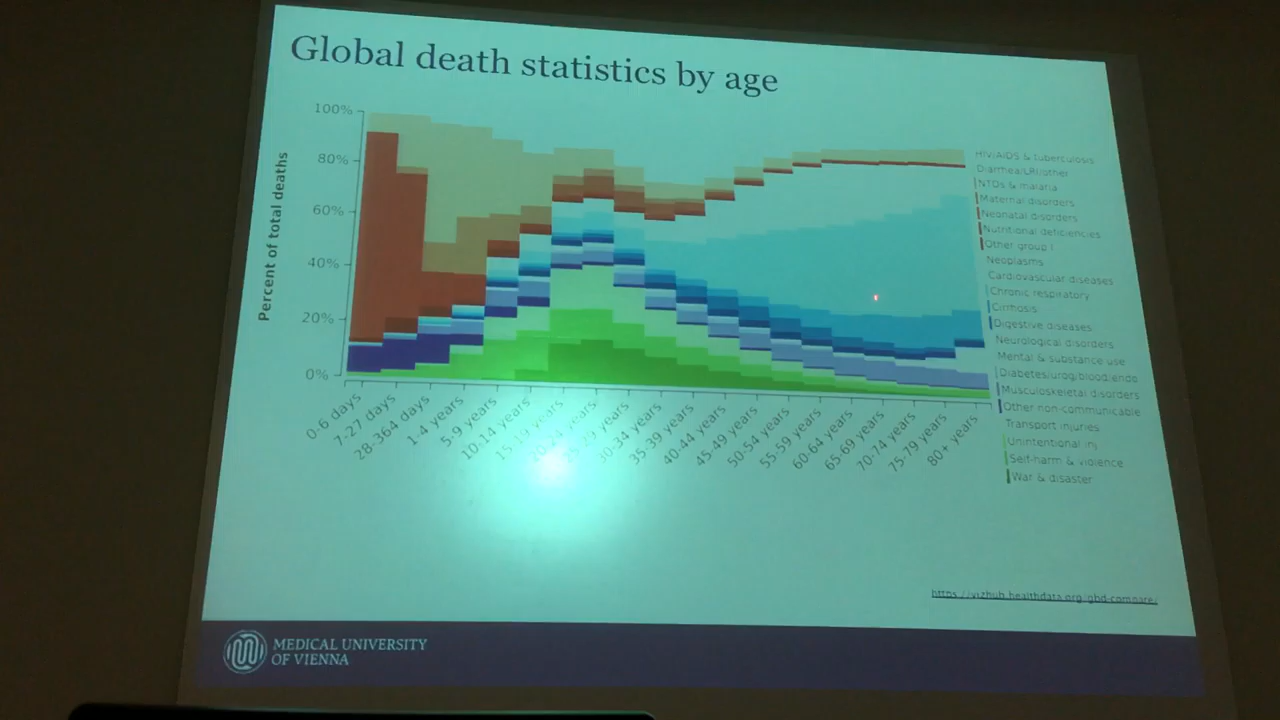 Global death statistics by age
100%
80%
60%
40%
20%
0%
Percent of total deaths
0-6 days
7-27 days
28-364 days
1-4 years
5-9 years
10-14 years
15-19 years
20-24 years
25-29 years
30-34 years
35-39 years
40-44 years
45-49 years
50-54 years
55-59 years
60-64 years
65-69 years
70-74 years
75-79 years
80+ years
HIV/AIDS & tuberculosis
Diarrhea/LRI/other
NTDs & malaria
Maternal disorders
Neonatal disorders
Nutritional deficiencies
Other group I
Neoplasms
Cardiovascular diseases
Chronic respiratory
Cirrhosis
Digestive diseases
Neurological disorders
Mental & substance use
Diabetes/urog/blood/endo
Musculoskeletal disorders
Other non-communicable
Transport injuries
Unintentional inj
Self-harm & violence
War & disaster
https://vizhub.healthdata.org/gbd-compare/
MEDICAL UNIVERSITY
OF VIENNA